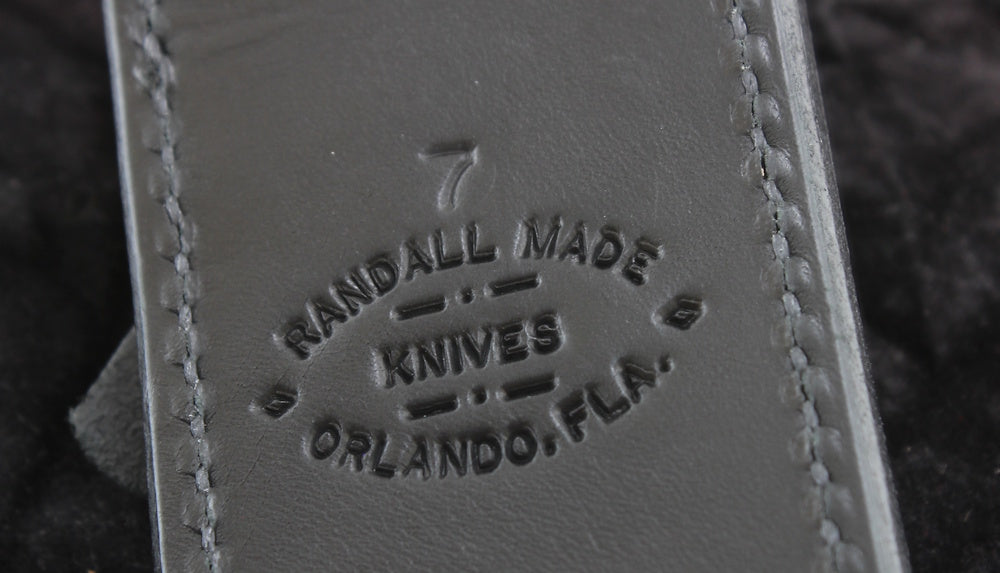 7
RANDALL MADE
KNIVES
ORLANDO, FLA.